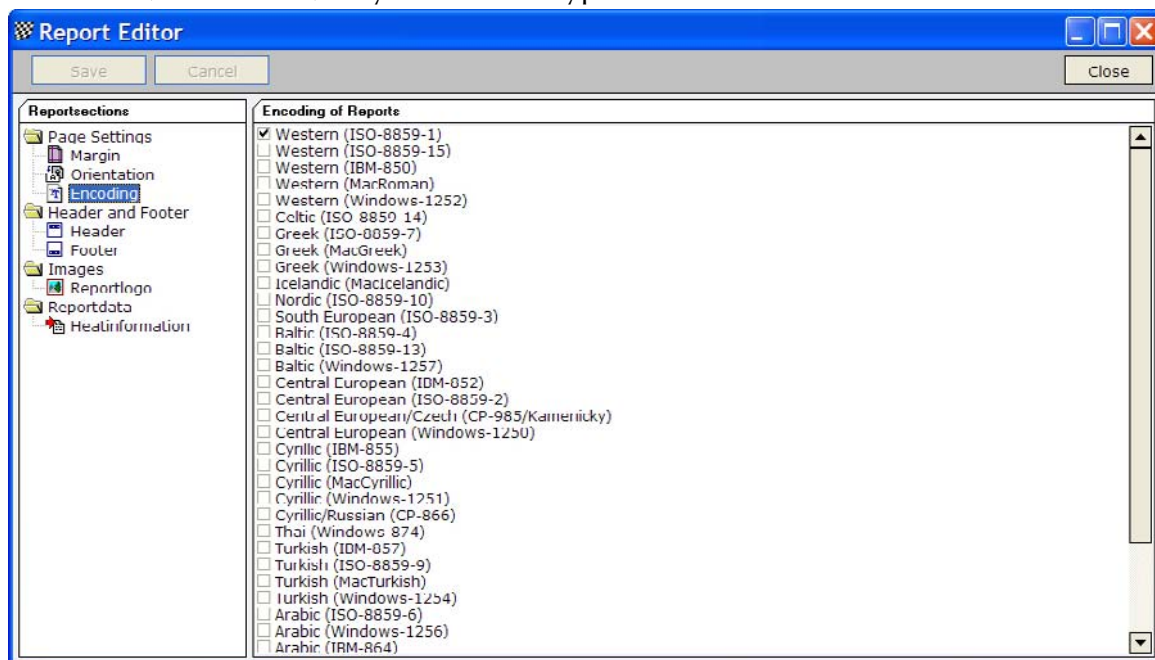 Report Editor
Save Cancel Close
Reportsections
Page Settings
Margin
Orientation
Encoding
Header and Footer
Header
Footer
Images
Reportlogo
Reportdata
Heatinformation
Encoding of Reports
Western (ISO-8859-1)
Western (ISO-8859-15)
Western (IBM-850)
Western (MacRoman)
Western (Windows-1252)
Celtic (ISO-8859-14)
Greek (ISO-8859-7)
Greek (MacGreek)
Greek (Windows-1253)
Icelandic (MacIcelandic)
Nordic (ISO-8859-10)
South European (ISO-8859-3)
Baltic (ISO-8859-4)
Baltic (ISO-8859-13)
Baltic (Windows-1257)
Central European (IBM-852)
Central European (ISO-8859-2)
Central European/Czech (CP-985/Kamenicky)
Central European (Windows-1250)
Cyrillic (IBM-855)
Cyrillic (ISO-8859-5)
Cyrillic (MacCyrillic)
Cyrillic (Windows-1251)
Cyrillic/Russian (CP-866)
Thai (Windows-874)
Turkish (IBM-857)
Turkish (ISO-8859-9)
Turkish (MacTurkish)
Turkish (Windows-1254)
Arabic (ISO-8859-6)
Arabic (Windows-1256)
Arabic (IBM-864)